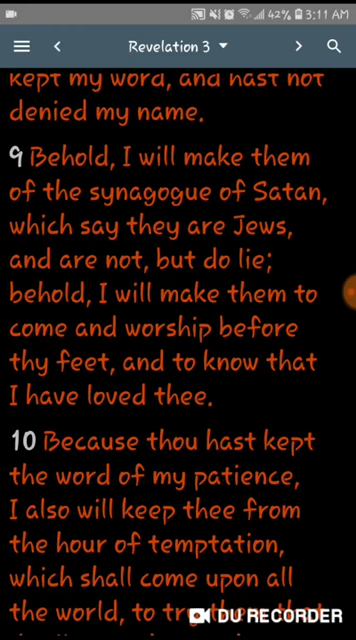 42% 3:11 AM
Revelation 3
kept my word, and hast not
denied my name.
9 Behold, I will make them
of the synagogue of Satan,
which say they are Jews,
and are not, but do lie;
behold, I will make them to
come and worship before
thy feet, and to know that
I have loved thee.
10 Because thou hast kept
the word of my patience,
I also will keep thee from
the hour of temptation,
which shall come upon all
the world, to try
DU RECORDER